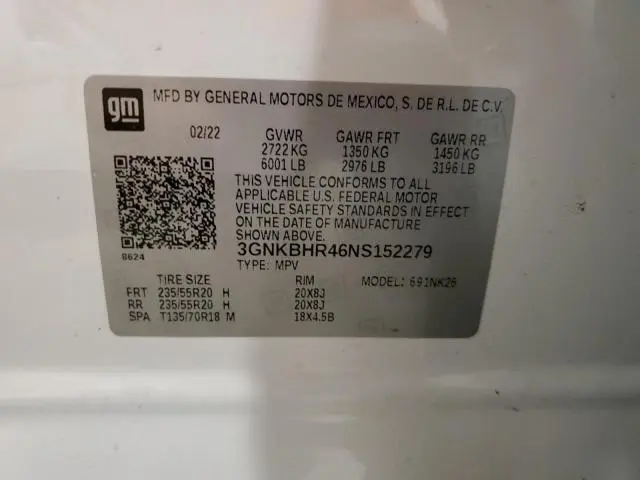 gm
MFD BY GENERAL MOTORS DE MEXICO, S. DE R.L. DE C.V.
02/22 GVWR GAWR FRT GAWR RR
2722 KG 1350 KG 1450 KG
6001 LB 2976 LB 3196 LB
THIS VEHICLE CONFORMS TO ALL
APPLICABLE U.S. FEDERAL MOTOR
VEHICLE SAFETY STANDARDS IN EFFECT
ON THE DATE OF MANUFACTURE
SHOWN ABOVE.
8624
3GNKBHR46NS152279
TYPE: MPV
TIRE SIZE RIM MODEL: 691NK26
FRT 235/55R20 H 20X8J
RR 235/55R20 H 20X8J
SPA T135/70R18 M 18X4.5B